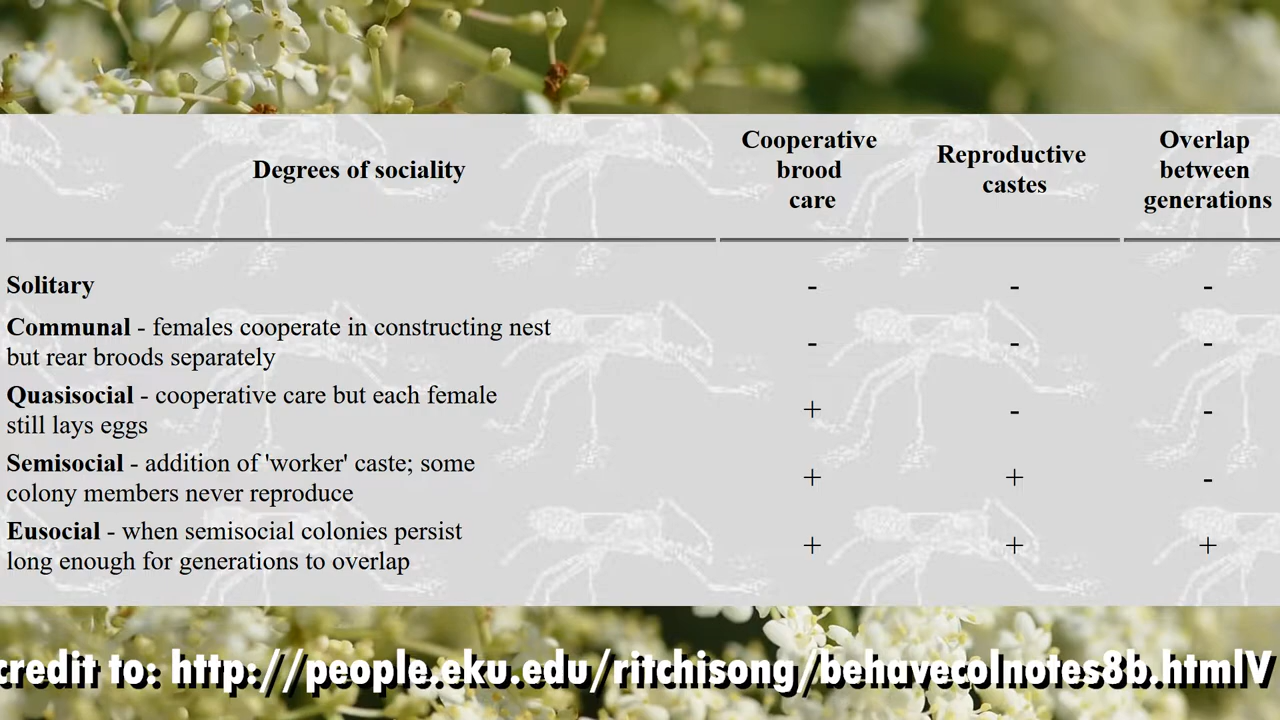 Degrees of sociality
Cooperative
brood
care
Reproductive
castes
Overlap
between
generations
Solitary - - -
Communal - females cooperate in constructing nest
but rear broods separately - - -
Quasisocial - cooperative care but each female
still lays eggs + - -
Semisocial - addition of 'worker' caste; some
colony members never reproduce + + -
Eusocial - when semisocial colonies persist
long enough for generations to overlap + + +
credit to: http://people.eku.edu/ritchisong/behavecolnotes8b.htmlV